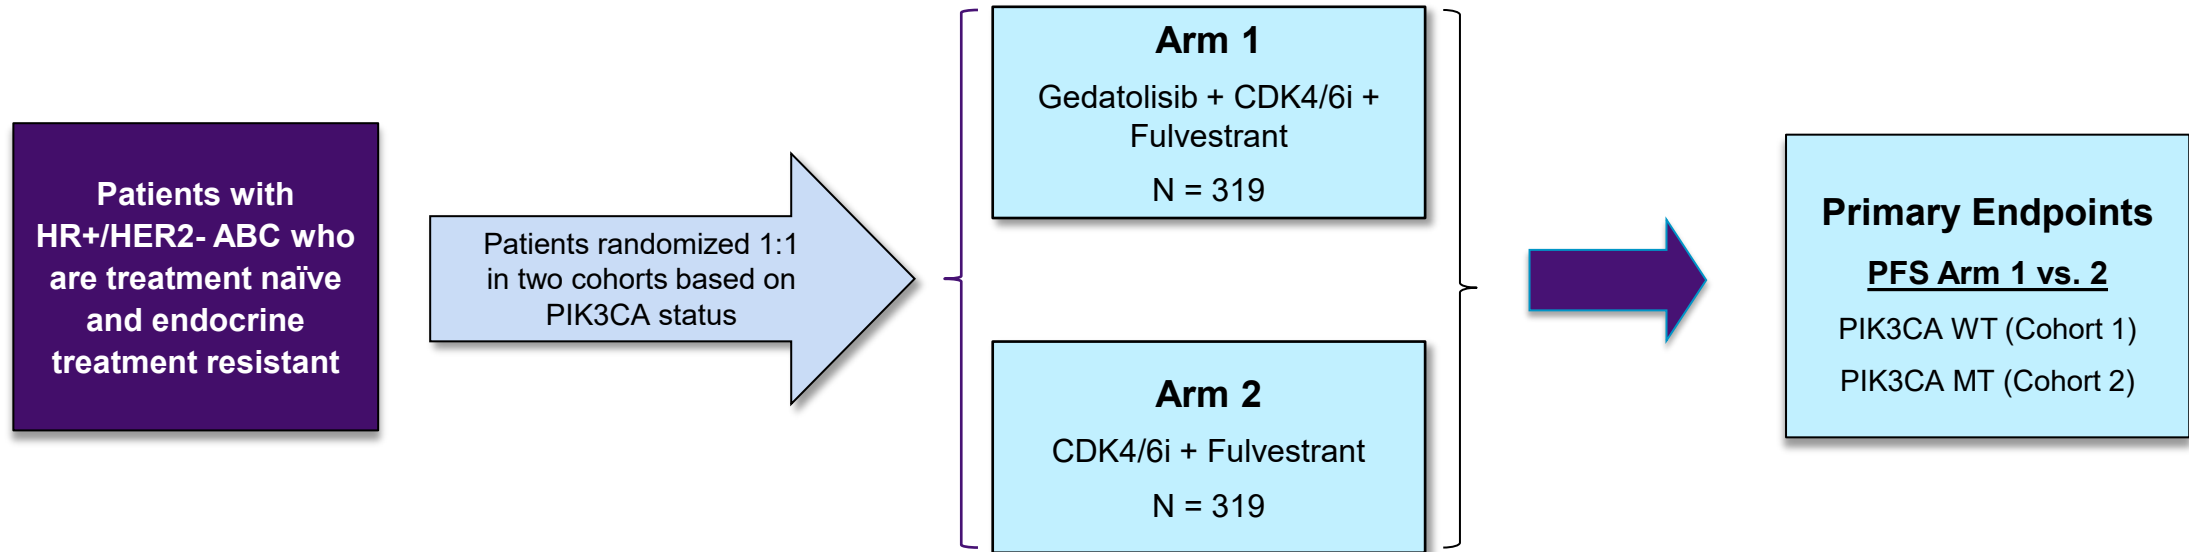 Patients with
HR+/HER2- ABC who
are treatment naïve
and endocrine
treatment resistant
Patients randomized 1:1
in two cohorts based on
PIK3CA status
Arm 1
Gedatolisib + CDK4/6i +
Fulvestrant
N = 319
Arm 2
CDK4/6i + Fulvestrant
N = 319
Primary Endpoints
PFS Arm 1 vs. 2
PIK3CA WT (Cohort 1)
PIK3CA MT (Cohort 2)